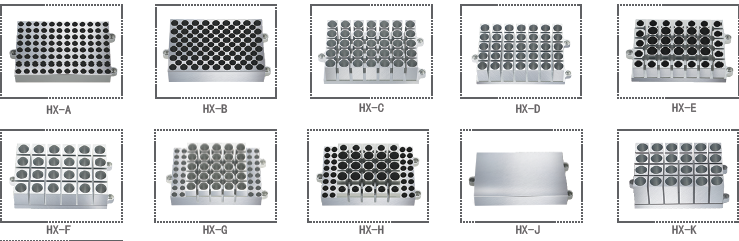 HX-A HX-B HX-C HX-D HX-E
HX-F HX-G HX-H HX-J HX-K